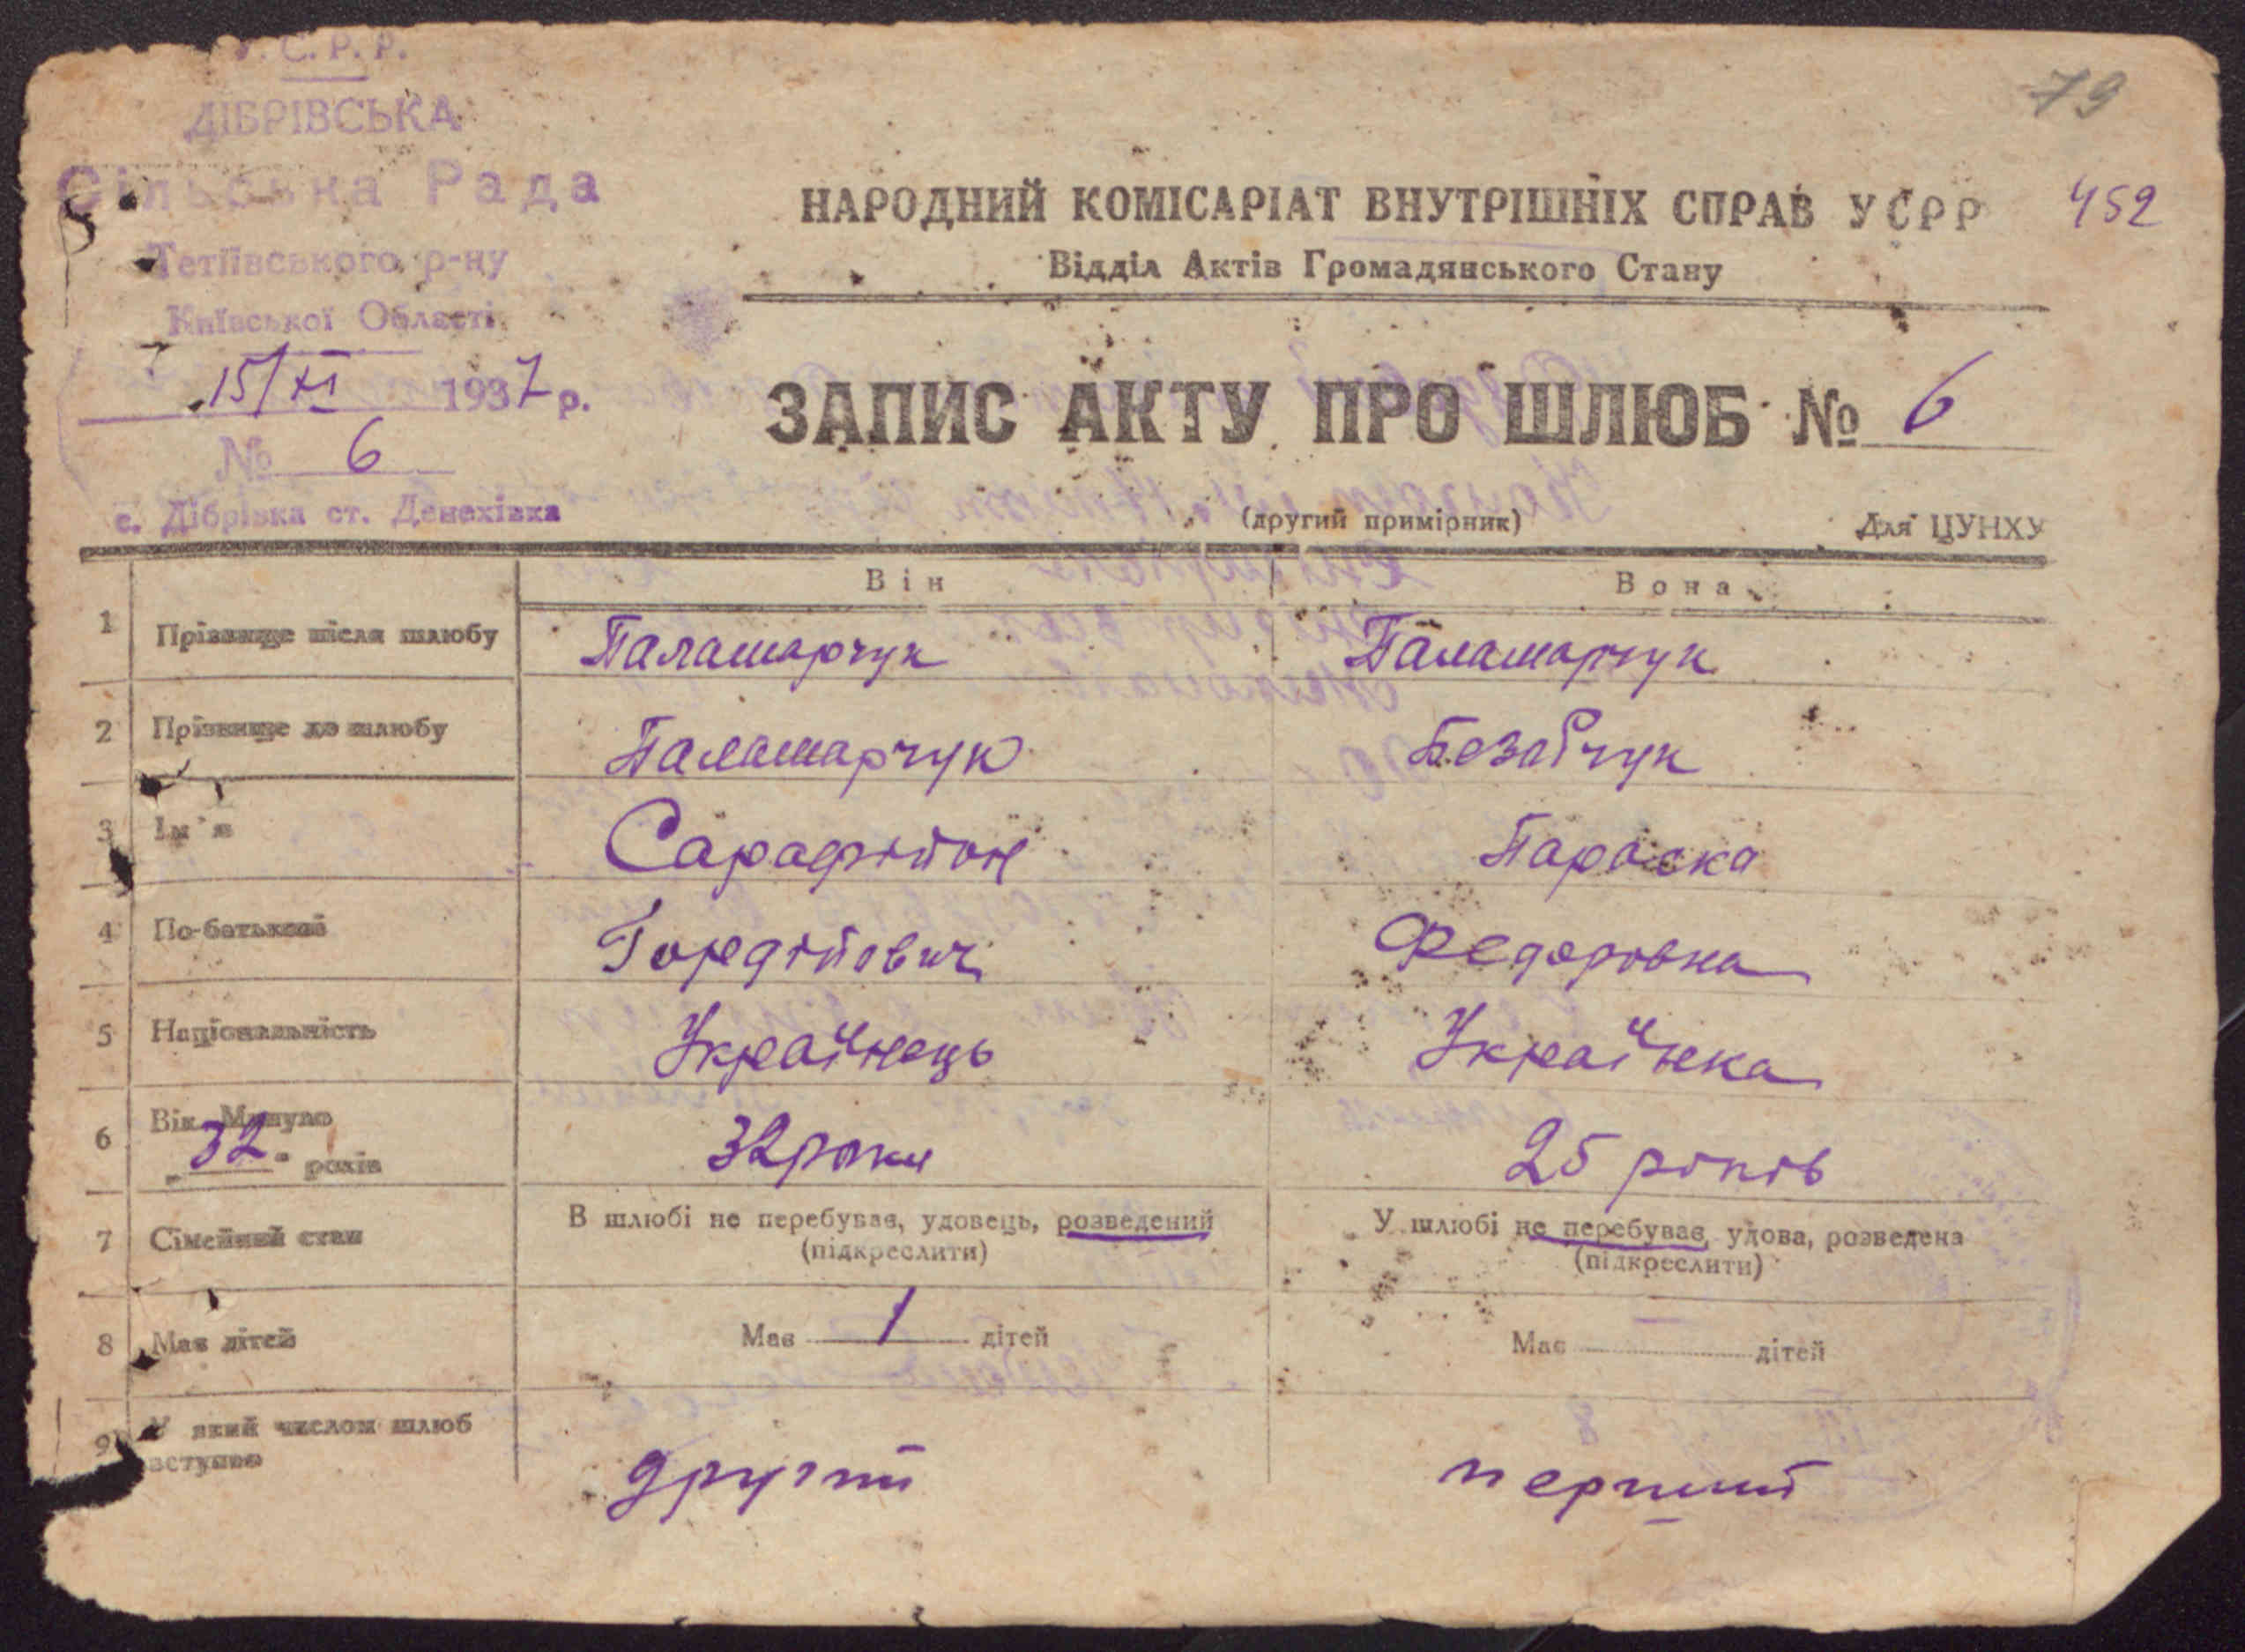 У. С. Р. Р.
ДІБРІВСЬКА
Сільська Рада
Тетіївського р-ну
Київської Області
15/XI 1937 р.
№ 6
с. Дібрівка ст. Денехівка
79
НАРОДНИЙ КОМІСАРІАТ ВНУТРІШНІХ СПРАВ УСРР 452
Відділ Актів Громадянського Стану
ЗАПИС АКТУ ПРО ШЛЮБ № 6
(другий примірник) Для ЦУНХУ
Він Вона
1 Прізвище після шлюбу Паламарчук Паламарчук
2 Прізвище до шлюбу Паламарчук
3 Ім'я Параска
4 По-батькові Гордійович Федоровна
5 Національність Українець Українка
6 Вік. Минуло 32 роки 25 років
„32" років
7 Сімейний стан В шлюбі не перебував, удовець, розведений У шлюбі не перебував, удова, розведена
(підкреслити) (підкреслити)
8 Має дітей Має 1 дітей Має — дітей
9 У який числом шлюб другий перший
вступив